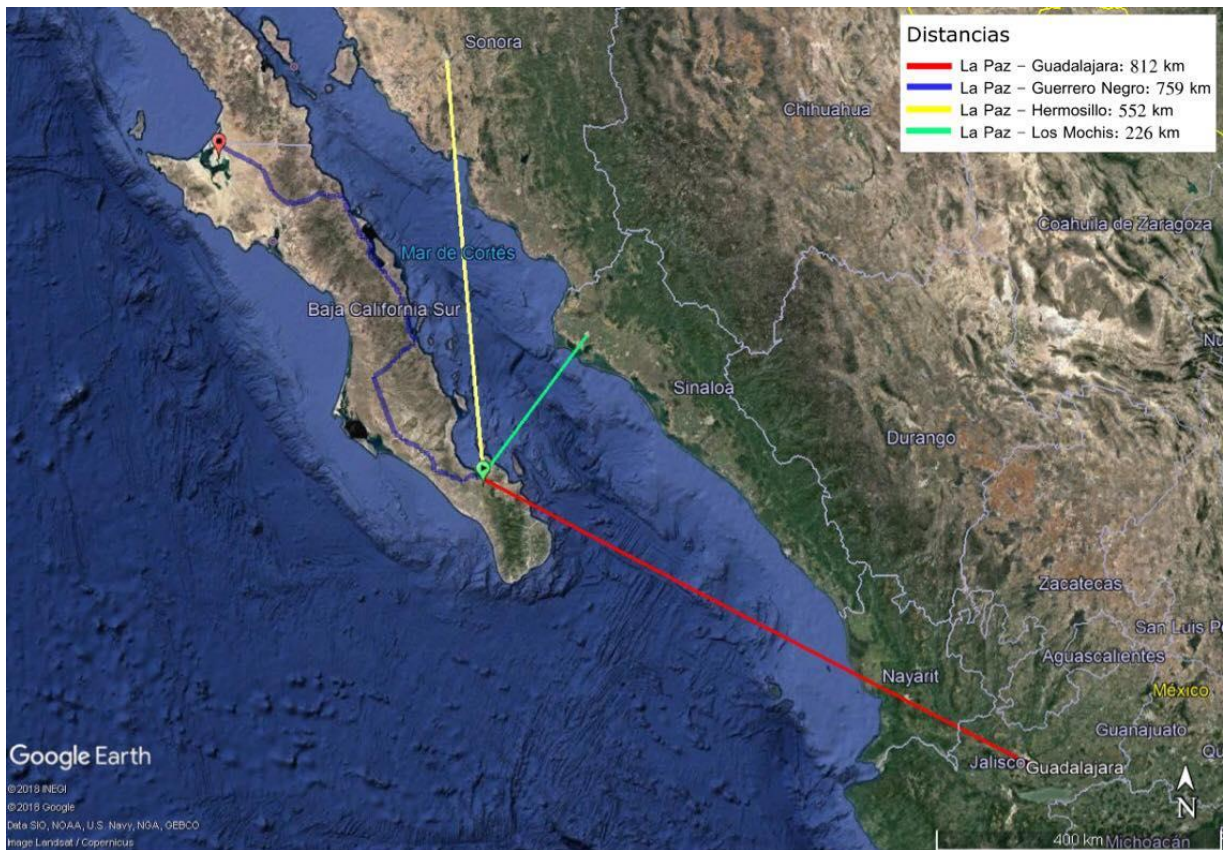 Distancias
La Paz – Guadalajara: 812 km
La Paz – Guerrero Negro: 759 km
La Paz – Hermosillo: 552 km
La Paz – Los Mochis: 226 km
Sonora
Chihuahua
Coahuila de Zaragoza
Mar de Cortés
Baja California Sur
Nu
Sinaloa
Durango
Zacatecas
San Luis P
Aguascalientes
Nayarit
México
Guanajuato
Qu
Jalisco
Guadalajara
N
400 km
Michoacán
Google Earth
©2018 INEGI
©2018 Google
Data SIO, NOAA, U.S. Navy, NGA, GEBCO
Image Landsat / Copernicus